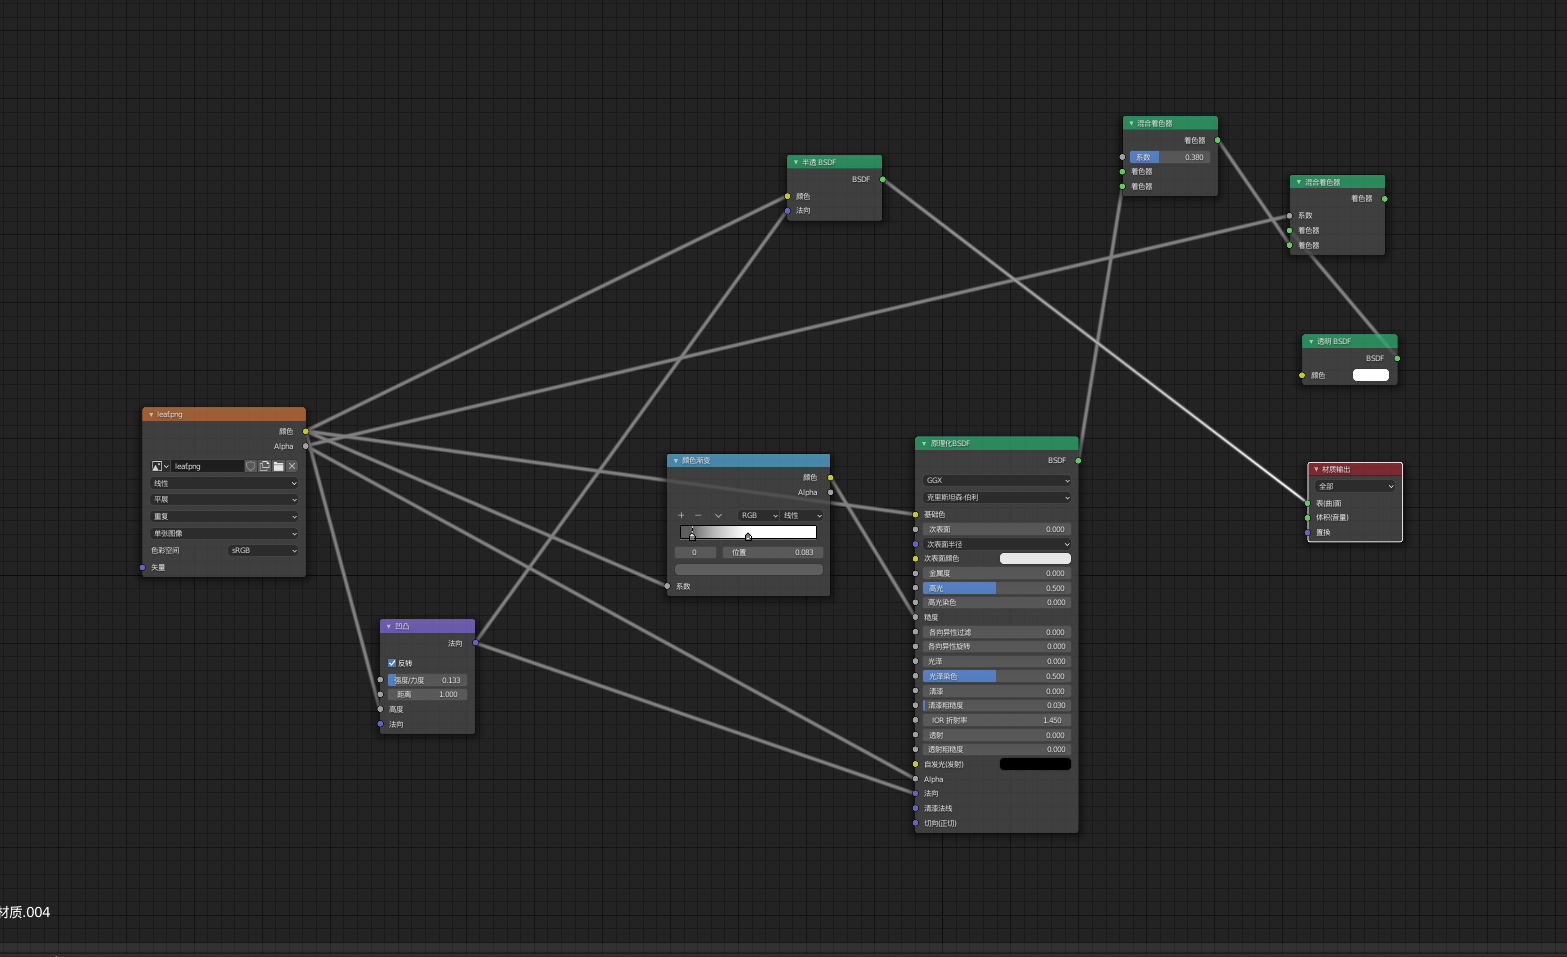 leaf.png
颜色
Alpha
leaf.png
线性
平展
重复
单张图像
色彩空间 sRGB
矢量
凹凸
法向
反转
强度/力度 0.133
距离 1.000
高度
法向
半透 BSDF
BSDF
颜色
法向
颜色渐变
颜色
Alpha
RGB 线性
0 位置 0.083
系数
原理化BSDF
BSDF
GGX
克里斯坦森-伯利
基础色
次表面 0.000
次表面半径
次表面颜色
金属度 0.000
高光 0.500
高光染色 0.000
糙度
各向异性过滤 0.000
各向异性旋转 0.000
光泽 0.000
光泽染色 0.500
清漆 0.000
清漆粗糙度 0.030
IOR 折射率 1.450
透射 0.000
透射粗糙度 0.000
自发光(发射)
Alpha
法向
清漆法线
切向(正切)
混合着色器
着色器
系数 0.380
着色器
着色器
混合着色器
着色器
系数
着色器
着色器
透明 BSDF
BSDF
颜色
材质输出
全部
表(曲)面
体积(音量)
置换
材质.004